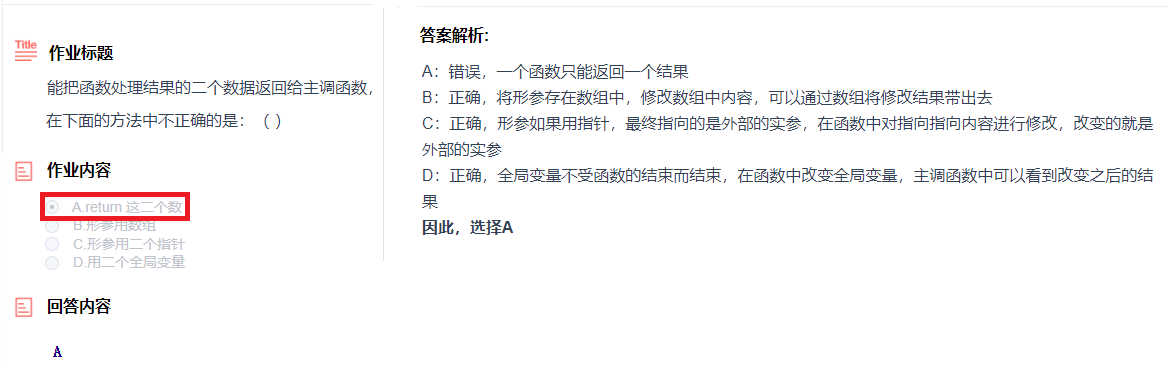 Title
作业标题
能把函数处理结果的二个数据返回给主调函数，
在下面的方法中不正确的是：（ ）
作业内容
A.return 这二个数
B.形参用数组
C.形参用二个指针
D.用二个全局变量
回答内容
A
答案解析：
A：错误，一个函数只能返回一个结果
B：正确，将形参存在数组中，修改数组中内容，可以通过数组将修改结果带出去
C：正确，形参如果用指针，最终指向的是外部的实参，在函数中对指向指向内容进行修改，改变的就是
外部的实参
D：正确，全局变量不受函数的结束而结束，在函数中改变全局变量，主调函数中可以看到改变之后的结
果
因此，选择A